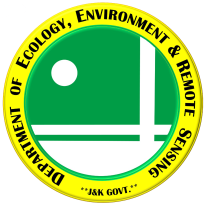 DEPARTMENT OF ECOLOGY, ENVIRONMENT & REMOTE SENSING
**J&K GOVT.**